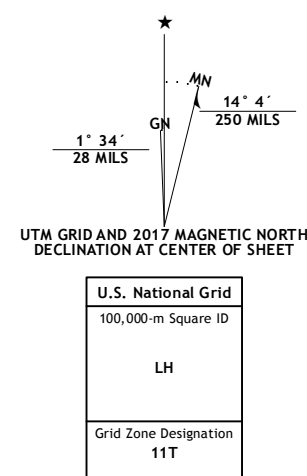 MN
GN
14° 4´
250 MILS
1° 34´
28 MILS
UTM GRID AND 2017 MAGNETIC NORTH
DECLINATION AT CENTER OF SHEET
U.S. National Grid
100,000-m Square ID
LH
Grid Zone Designation
11T